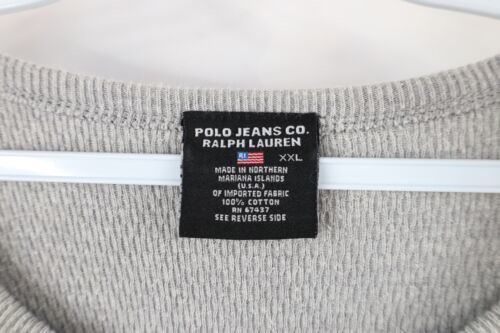 POLO JEANS CO.
RALPH LAUREN
RL XXL
MADE IN NORTHERN
MARIANA ISLANDS
(U.S.A.)
OF IMPORTED FABRIC
100% COTTON
RN 67437
SEE REVERSE SIDE